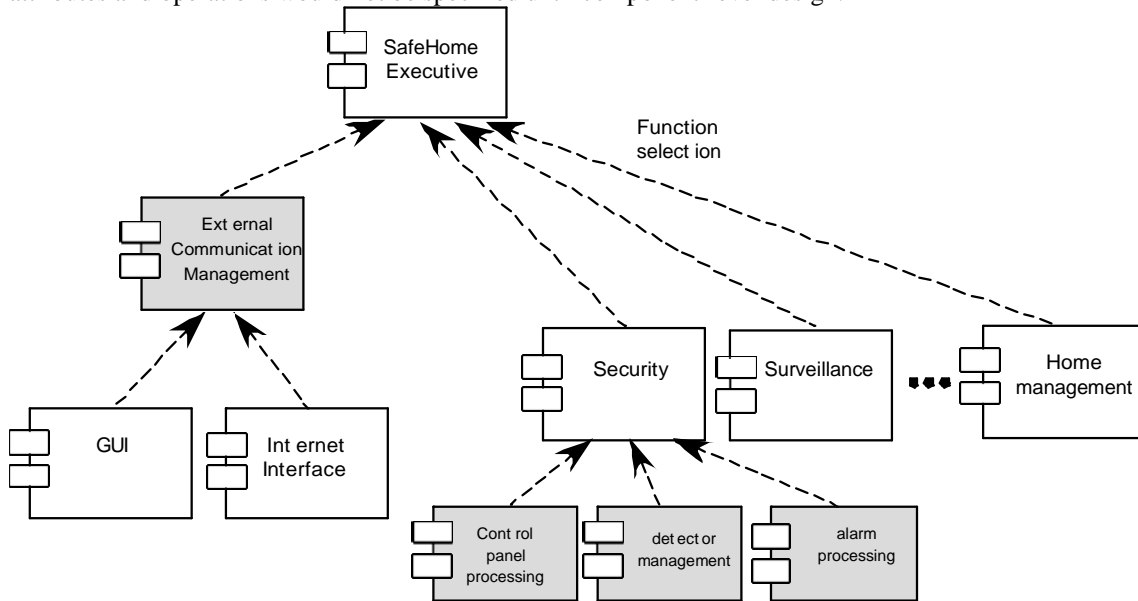 SafeHome
Executive
Function
select ion
Ext ernal
Communicat ion
Management
Security
Surveillance
Home
management
GUI
Int ernet
Interface
Cont rol
panel
processing
det ect or
management
alarm
processing